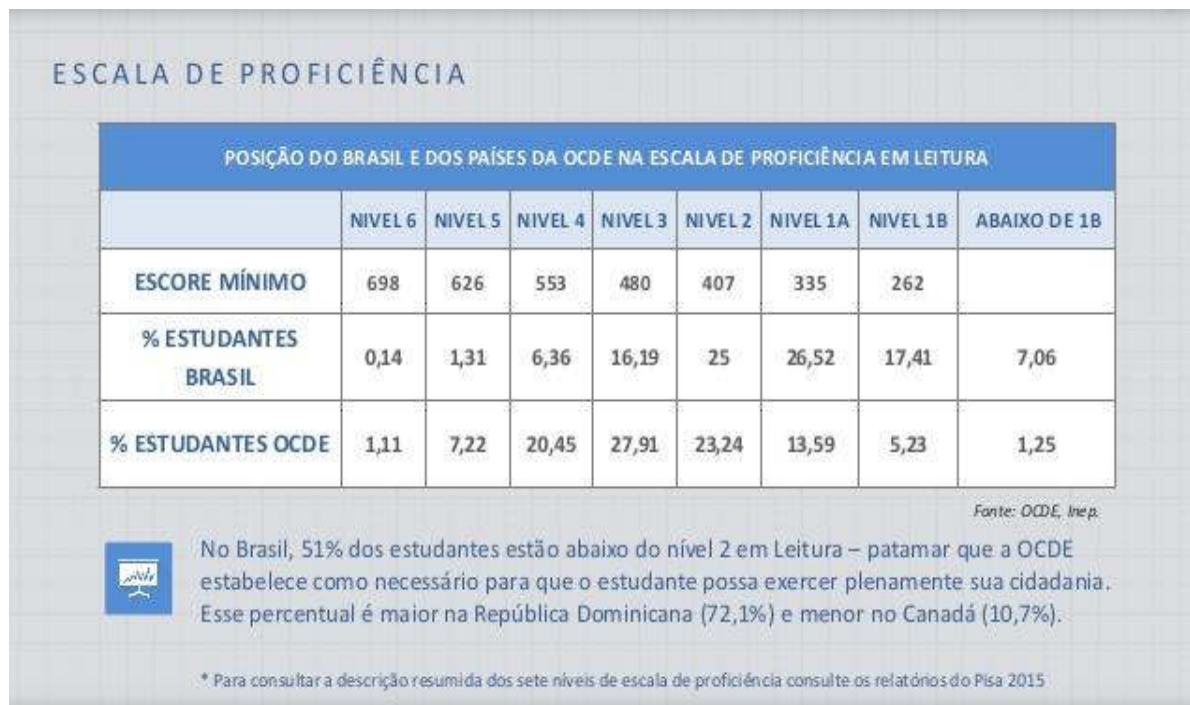 ESCALA DE PROFICIÊNCIA
POSIÇÃO DO BRASIL E DOS PAÍSES DA OCDE NA ESCALA DE PROFICIÊNCIA EM LEITURA
NIVEL 6 NIVEL 5 NIVEL 4 NIVEL 3 NIVEL 2 NIVEL 1A NIVEL 1B ABAIXO DE 1B
ESCORE MÍNIMO 698 626 553 480 407 335 262
% ESTUDANTES
BRASIL 0,14 1,31 6,36 16,19 25 26,52 17,41 7,06
% ESTUDANTES OCDE 1,11 7,22 20,45 27,91 23,24 13,59 5,23 1,25
Fonte: OCDE, Inep.
No Brasil, 51% dos estudantes estão abaixo do nível 2 em Leitura – patamar que a OCDE
estabelece como necessário para que o estudante possa exercer plenamente sua cidadania.
Esse percentual é maior na República Dominicana (72,1%) e menor no Canadá (10,7%).
* Para consultar a descrição resumida dos sete níveis de escala de proficiência consulte os relatórios do Pisa 2015